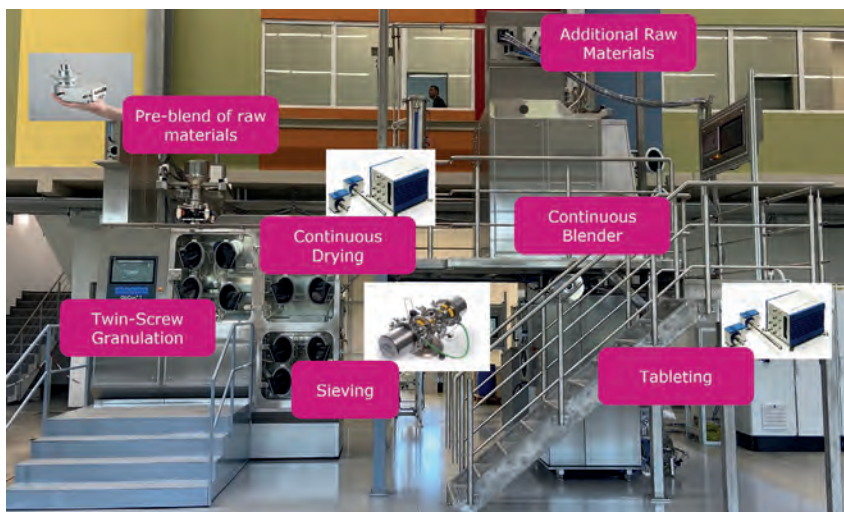 Additional Raw
Materials
Pre-blend of raw
materials
Continuous
Drying
Continuous
Blender
Twin-Screw
Granulation
Sieving
Tableting